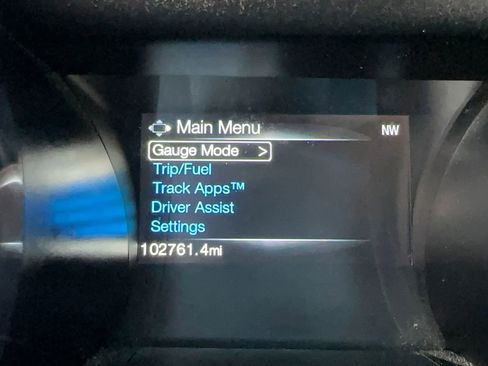 Main Menu NW
Gauge Mode >
Trip/Fuel
Track Apps™
Driver Assist
Settings
102761.4mi